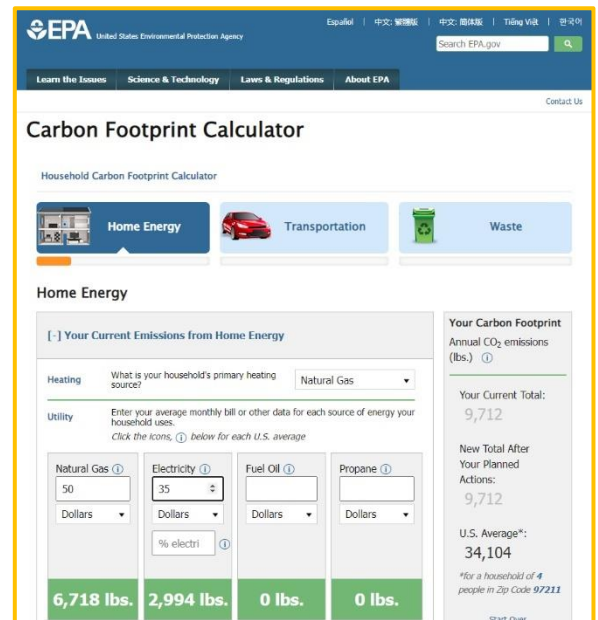 Español | 中文: 繁體版 | 中文: 简体版 | Tiếng Việt | 한국어
EPA United States Environmental Protection Agency
Search EPA.gov
Learn the Issues Science & Technology Laws & Regulations About EPA
Contact Us
Carbon Footprint Calculator
Household Carbon Footprint Calculator
Home Energy Transportation Waste
Home Energy
[-] Your Current Emissions from Home Energy
Heating What is your household's primary heating
source?
Natural Gas
Utility Enter your average monthly bill or other data for each source of energy your
household uses.
Click the icons, ⓘ below for each U.S. average
Natural Gas ⓘ Electricity ⓘ Fuel Oil ⓘ Propane ⓘ
50 35
Dollars Dollars Dollars Dollars
% electri ⓘ
6,718 lbs. 2,994 lbs. 0 lbs. 0 lbs.
Your Carbon Footprint
Annual CO₂ emissions
(lbs.) ⓘ
Your Current Total:
9,712
New Total After
Your Planned
Actions:
9,712
U.S. Average*:
34,104
*for a household of 4
people in Zip Code 97211
Start Over